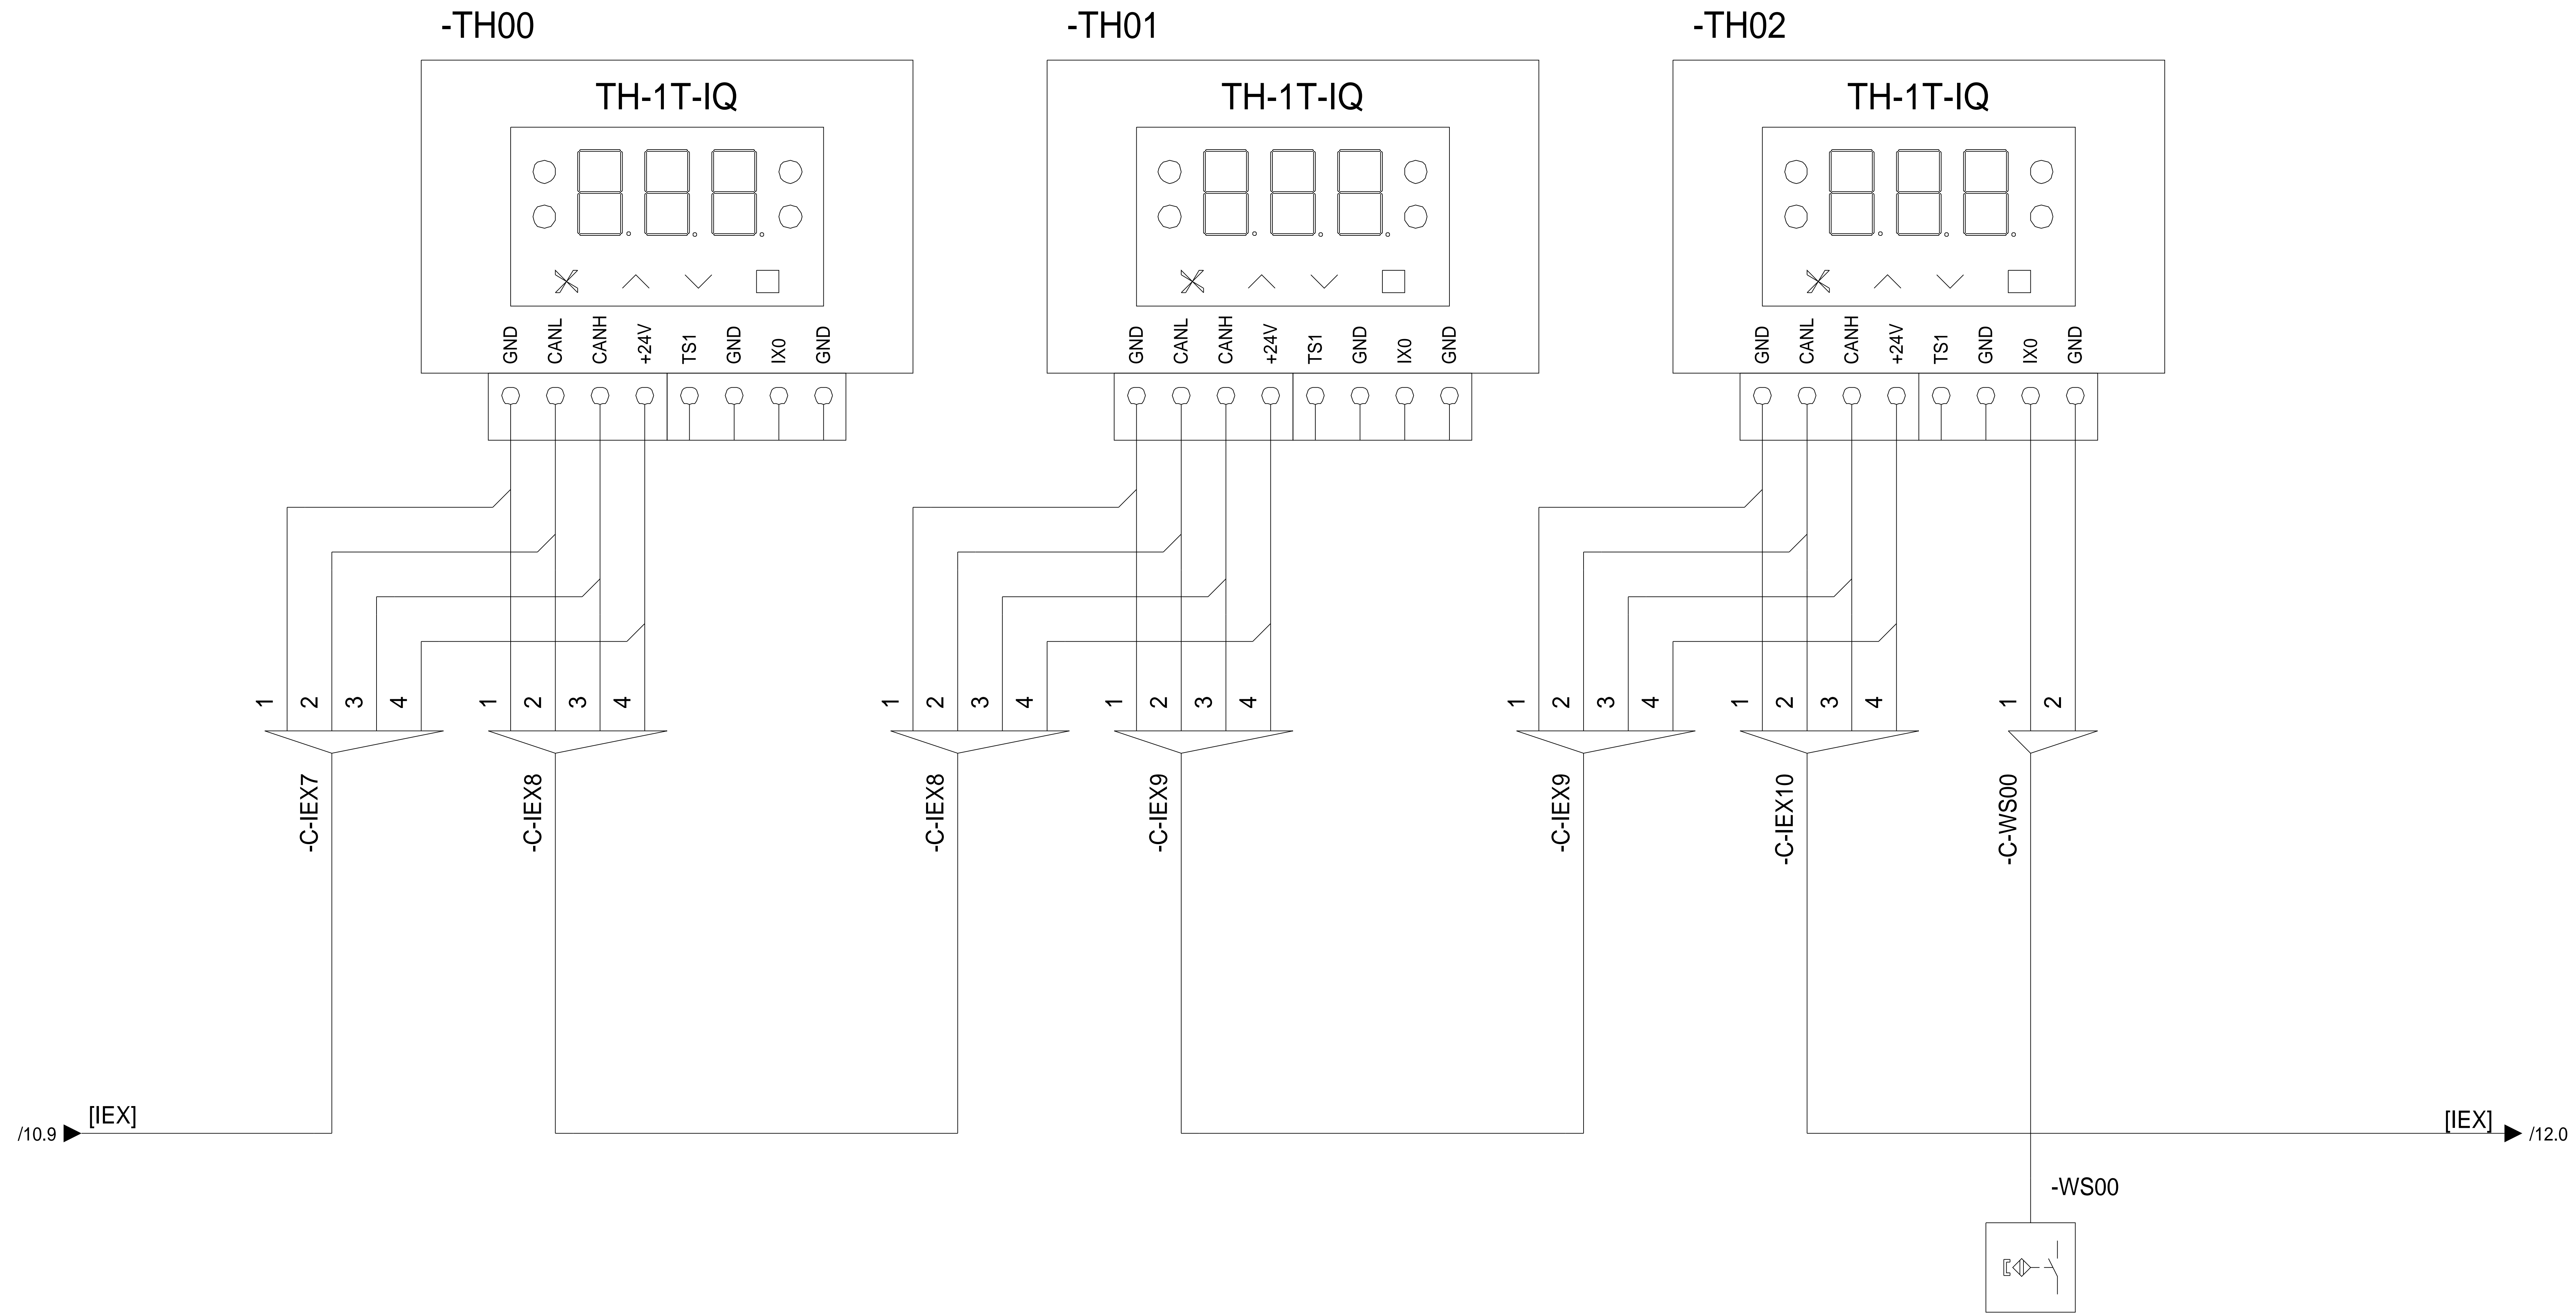 -TH00
-TH01
-TH02
TH-1T-IQ
TH-1T-IQ
TH-1T-IQ
GND
CANL
CANH
+24V
TS1
GND
IX0
GND
GND
CANL
CANH
+24V
TS1
GND
IX0
GND
GND
CANL
CANH
+24V
TS1
GND
IX0
GND
1
2
3
4
1
2
3
4
1
2
3
4
1
2
3
4
1
2
3
4
1
2
3
4
1
2
-C-IEX7
-C-IEX8
-C-IEX8
-C-IEX9
-C-IEX9
-C-IEX10
-C-WS00
/10.9
[IEX]
[IEX]
/12.0
-WS00